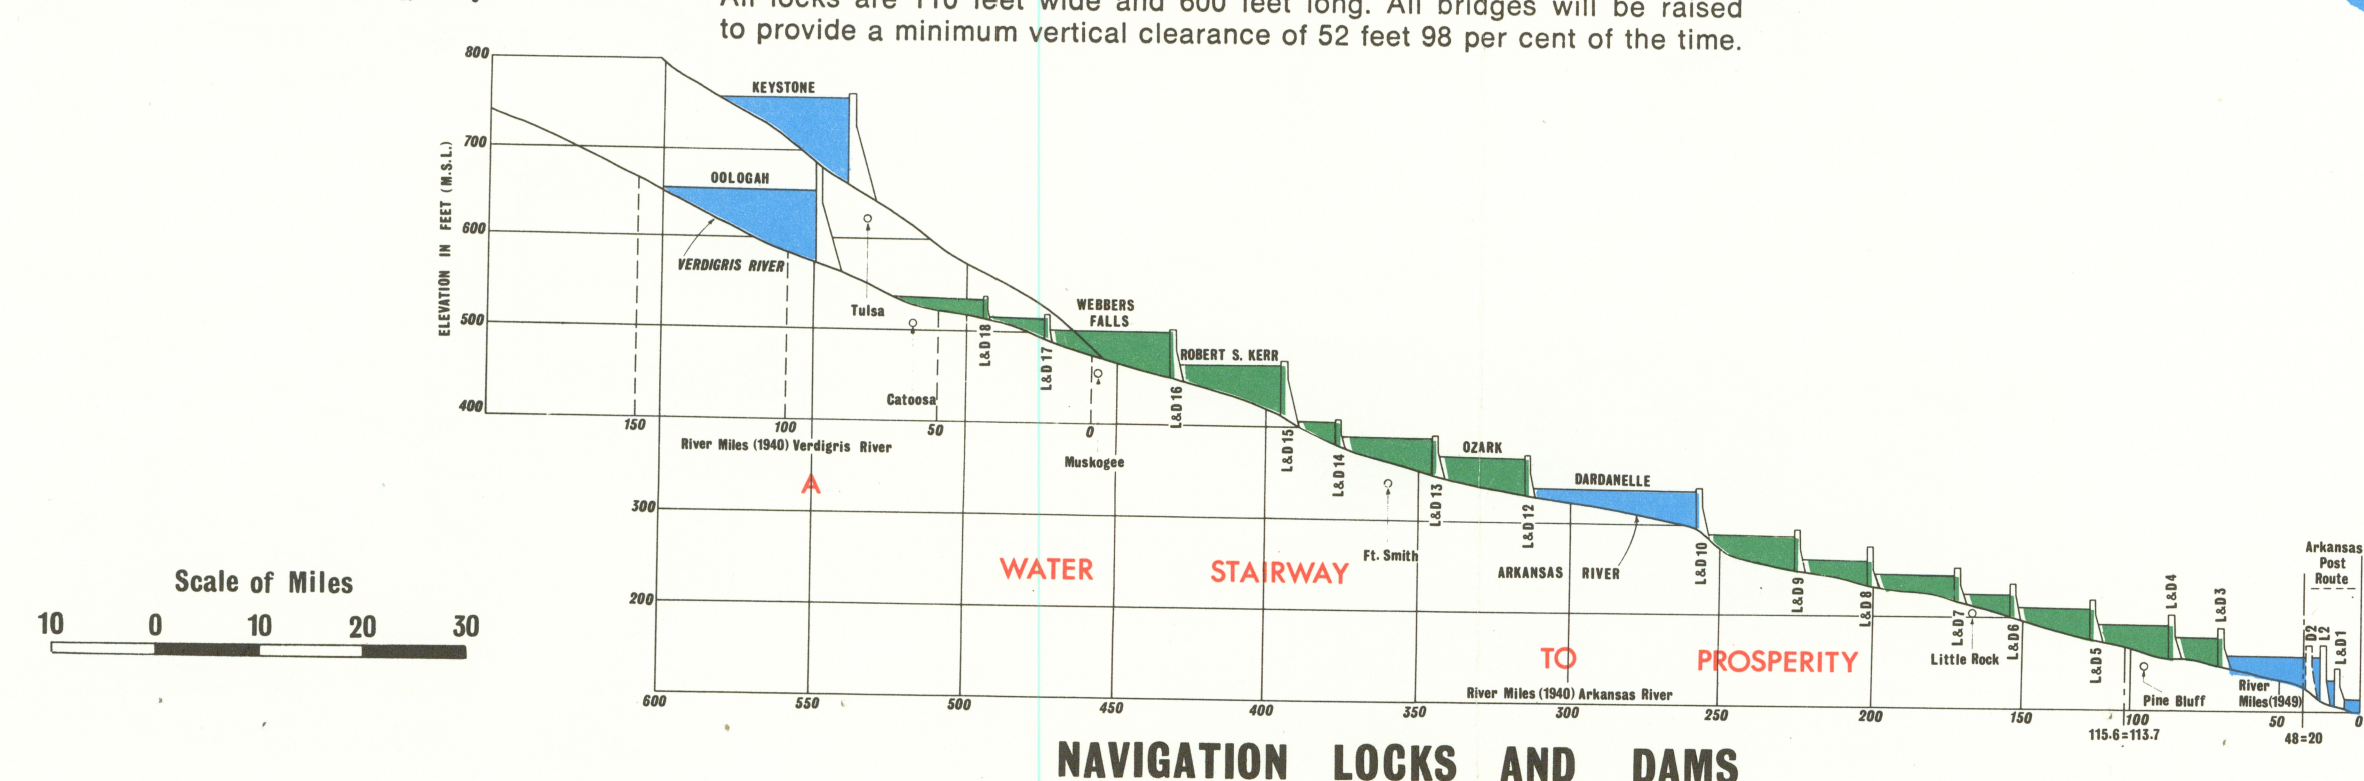 All locks are 110 feet wide and 600 feet long. All bridges will be raised
to provide a minimum vertical clearance of 52 feet 98 per cent of the time.
ELEVATION IN FEET (M.S.L.)
800
700
600
500
400
300
200
KEYSTONE
OOLOGAH
VERDIGRIS RIVER
Tulsa
Catoosa
L&D 18
L&D 17
WEBBERS
FALLS
L&D 16
ROBERT S. KERR
L&D 15
L&D 14
L&D 13
OZARK
L&D 12
DARDANELLE
L&D 10
L&D 9
L&D 8
L&D 7
L&D 6
L&D 5
L&D4
L&D3
D2
L2
L&D1
Arkansas
Post
Route
150
100
50
0
River Miles (1940) Verdigris River
Muskogee
Ft. Smith
ARKANSAS RIVER
Little Rock
Pine Bluff
River
Miles(1949)
A
WATER STAIRWAY
TO PROSPERITY
River Miles (1940) Arkansas River
600
550
500
450
400
350
300
250
200
150
100
50
0
115.6=113.7
48=20
Scale of Miles
10 0 10 20 30
NAVIGATION LOCKS AND DAMS